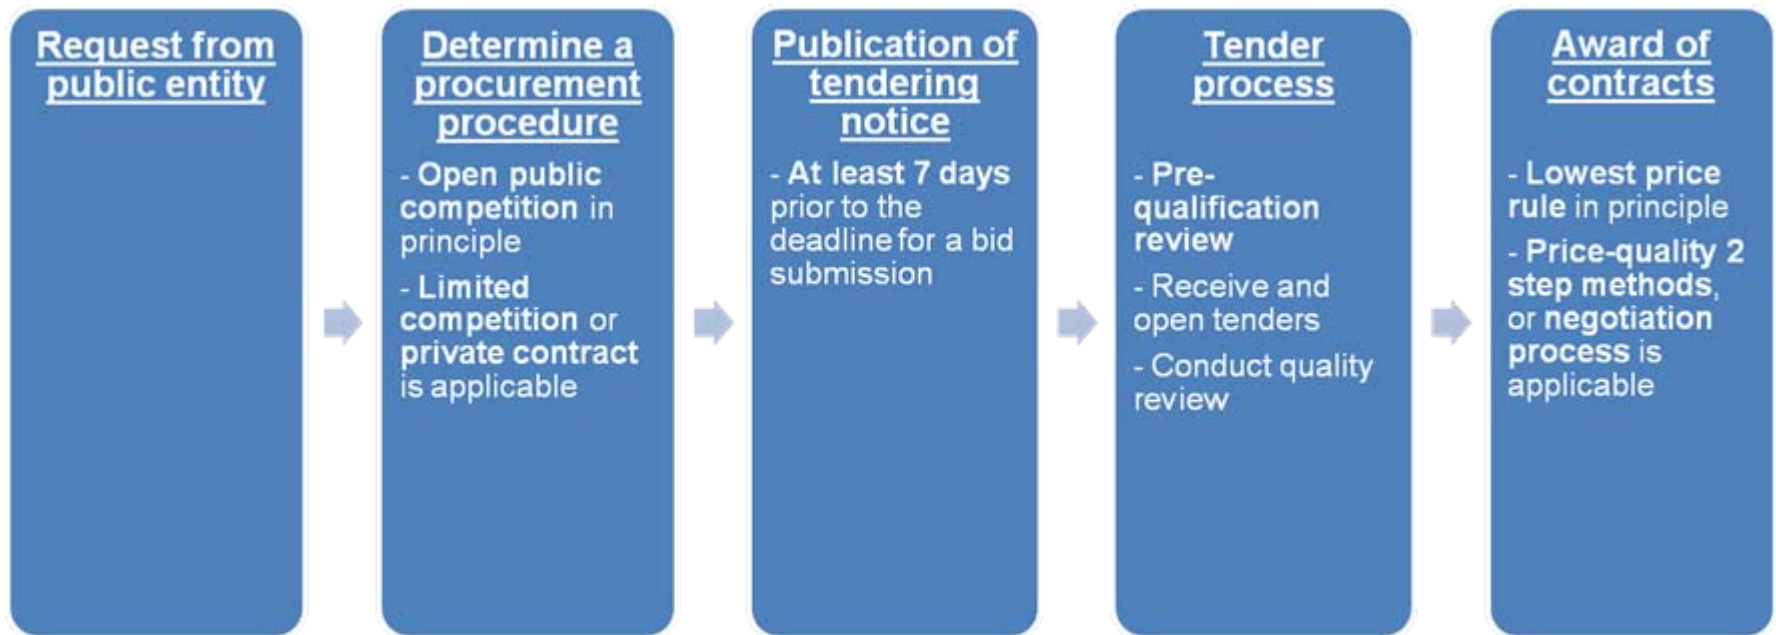 Request from
public entity
Determine a
procurement
procedure
- Open public
competition in
principle
- Limited
competition or
private contract
is applicable
Publication of
tendering
notice
- At least 7 days
prior to the
deadline for a bid
submission
Tender
process
- Pre-
qualification
review
- Receive and
open tenders
- Conduct quality
review
Award of
contracts
- Lowest price
rule in principle
- Price-quality 2
step methods,
or negotiation
process is
applicable